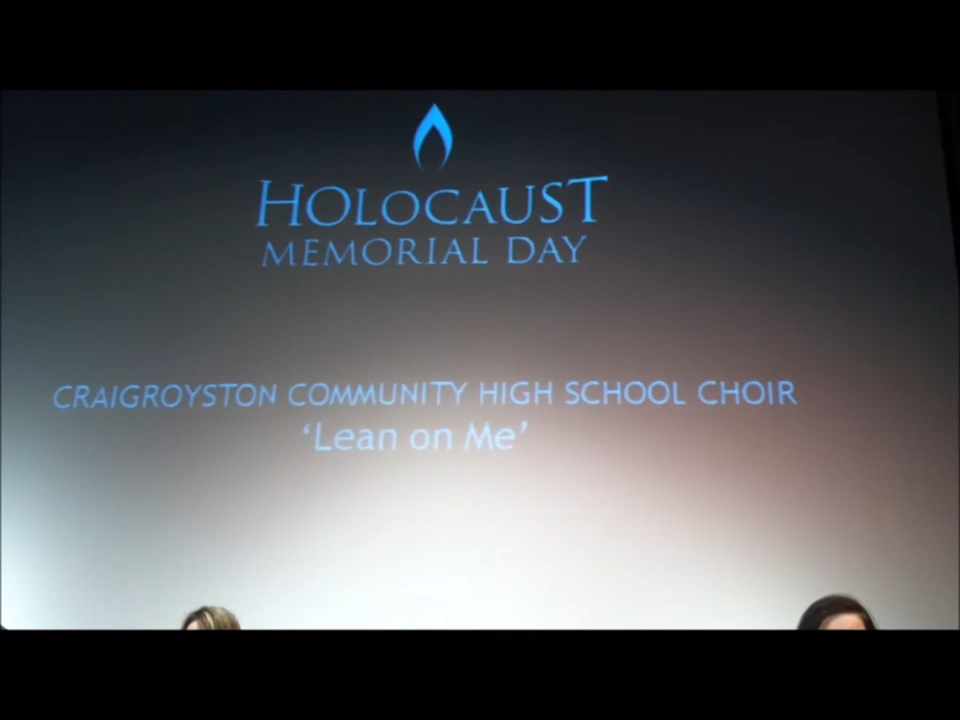 HOLOCAUST
MEMORIAL DAY
CRAIGROYSTON COMMUNITY HIGH SCHOOL CHOIR
‘Lean on Me’